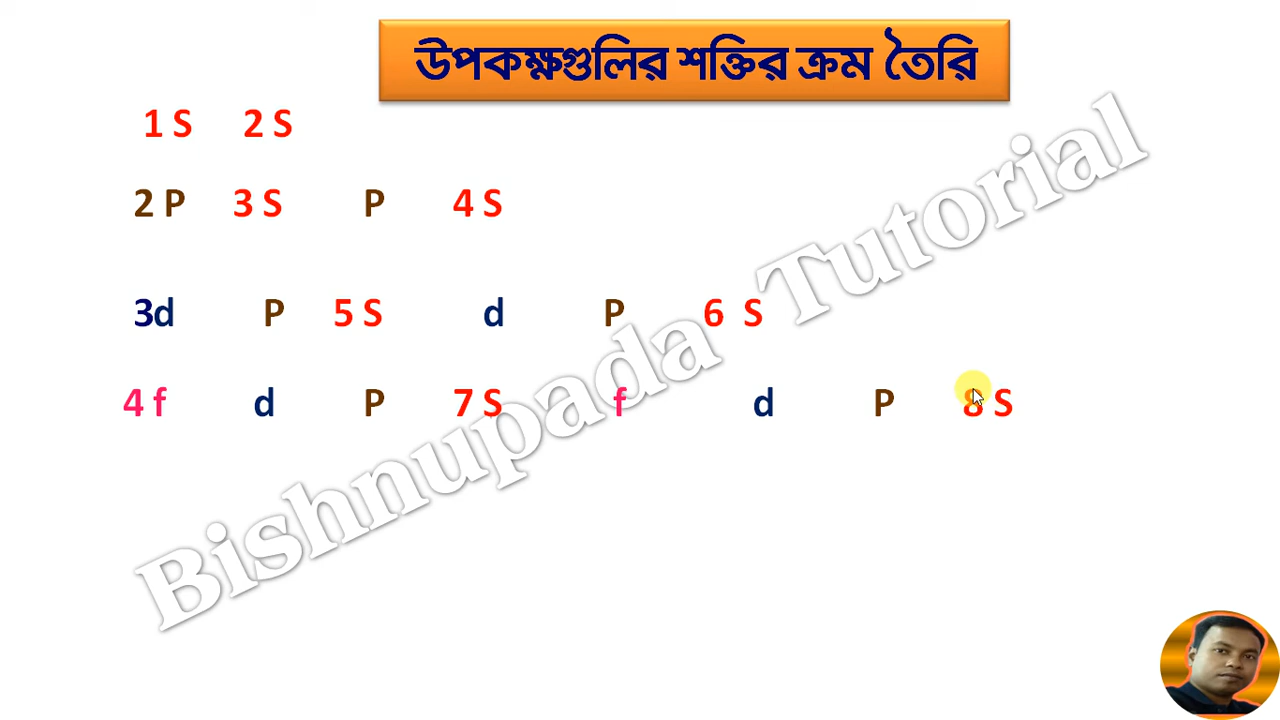 উপকক্ষগুলির শক্তির ক্রম তৈরি
1 S 2 S
2 P 3 S P 4 S
3d P 5 S d P 6 S
4 f d P 7 S f d P 8 S
Bishnupada Tutorial